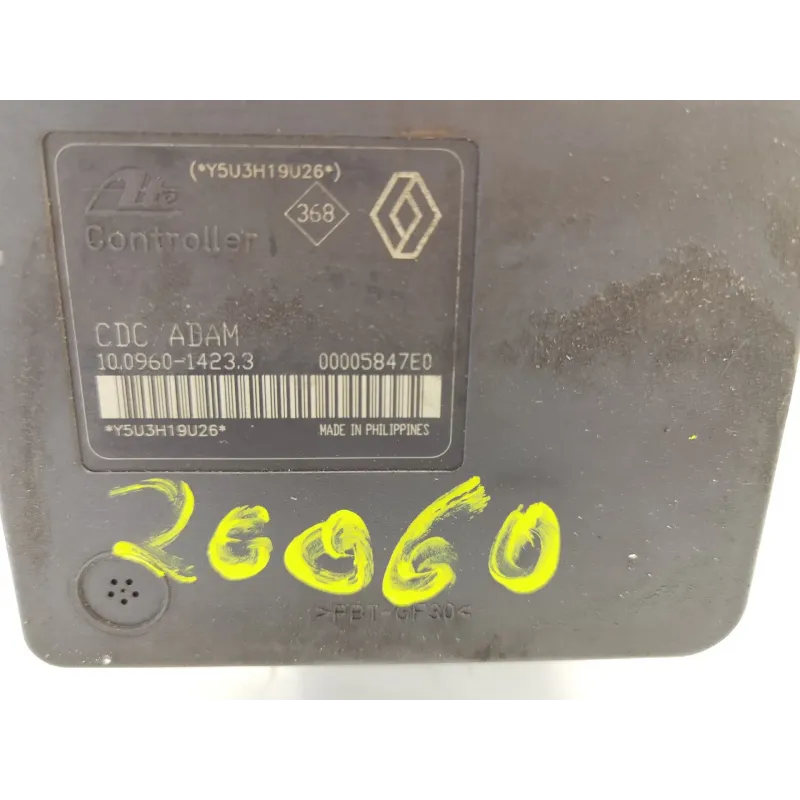 (*Y5U3H19U26*)
Ate
368
Controller
CDC ADAM
10.0960-1423.3 00005847E0
*Y5U3H19U26*
MADE IN PHILIPPINES
26060
>PBT-GF30<